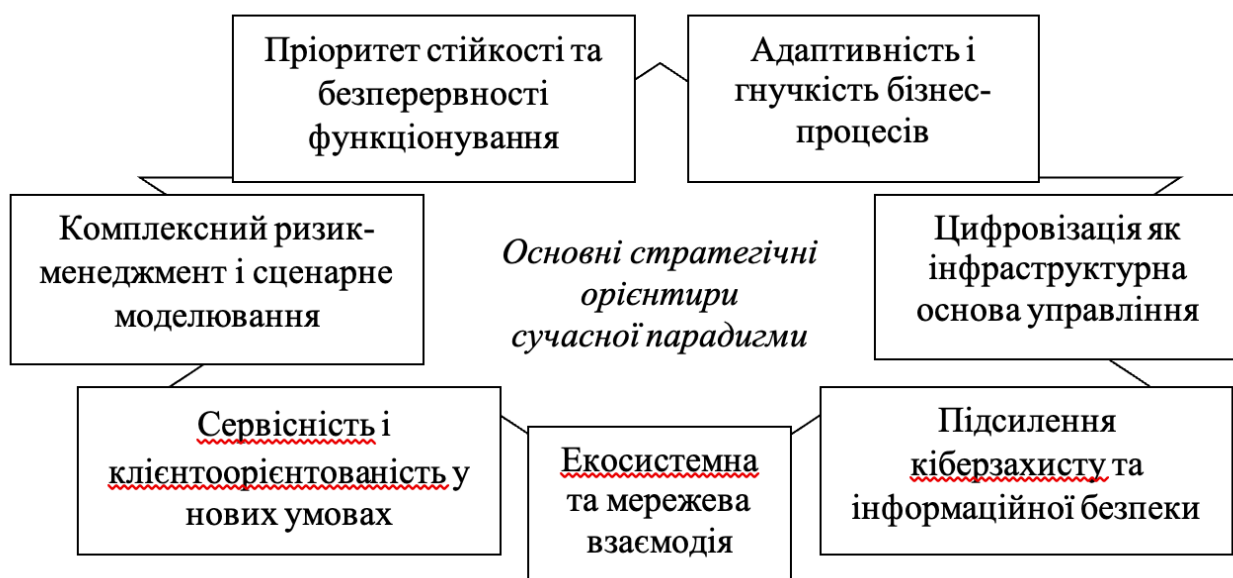 Пріоритет стійкості та
безперервності
функціонування
Адаптивність і
гнучкість бізнес-
процесів
Комплексний ризик-
менеджмент і сценарне
моделювання
Основні стратегічні
орієнтири
сучасної парадигми
Цифровізація як
інфраструктурна
основа управління
Сервісність і
клієнтоорієнтованість у
нових умовах
Екосистемна
та мережева
взаємодія
Підсилення
кіберзахисту та
інформаційної безпеки